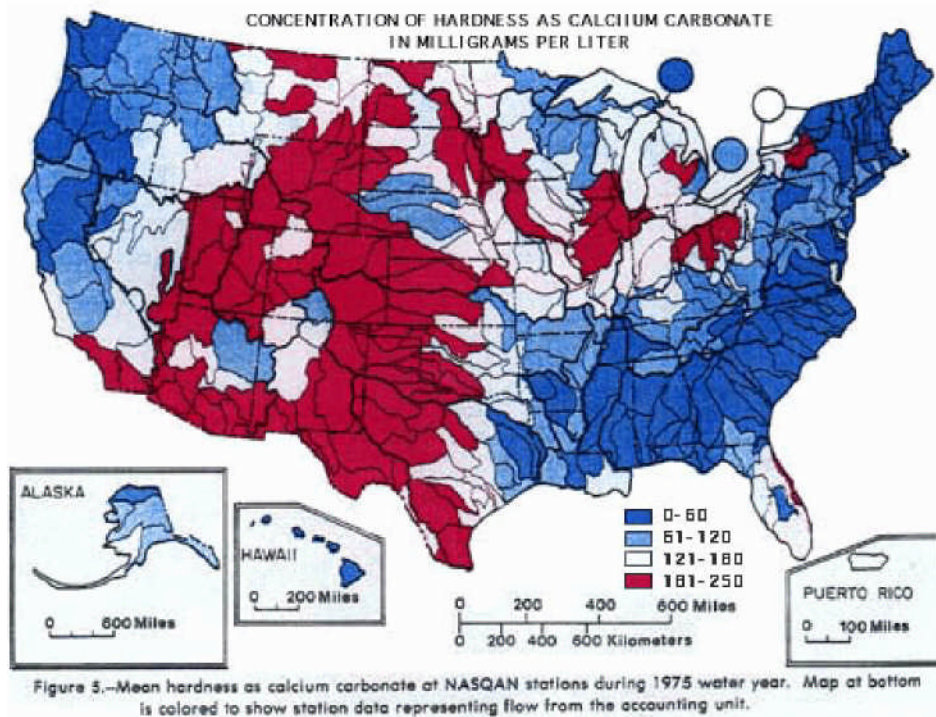 CONCENTRATION OF HARDNESS AS CALCIIUM CARBONATE
IN MILLIGRAMS PER LITER
ALASKA
0 600 Miles
HAWAII
0 200 Miles
0-60
61-120
121-180
181-250
0 200 400 600 Miles
0 200 400 600 Kilometers
PUERTO RICO
0 100 Miles
Figure 5.—Mean hardness as calcium carbonate at NASQAN stations during 1975 water year. Map at bottom
is colored to show station data representing flow from the accounting unit.